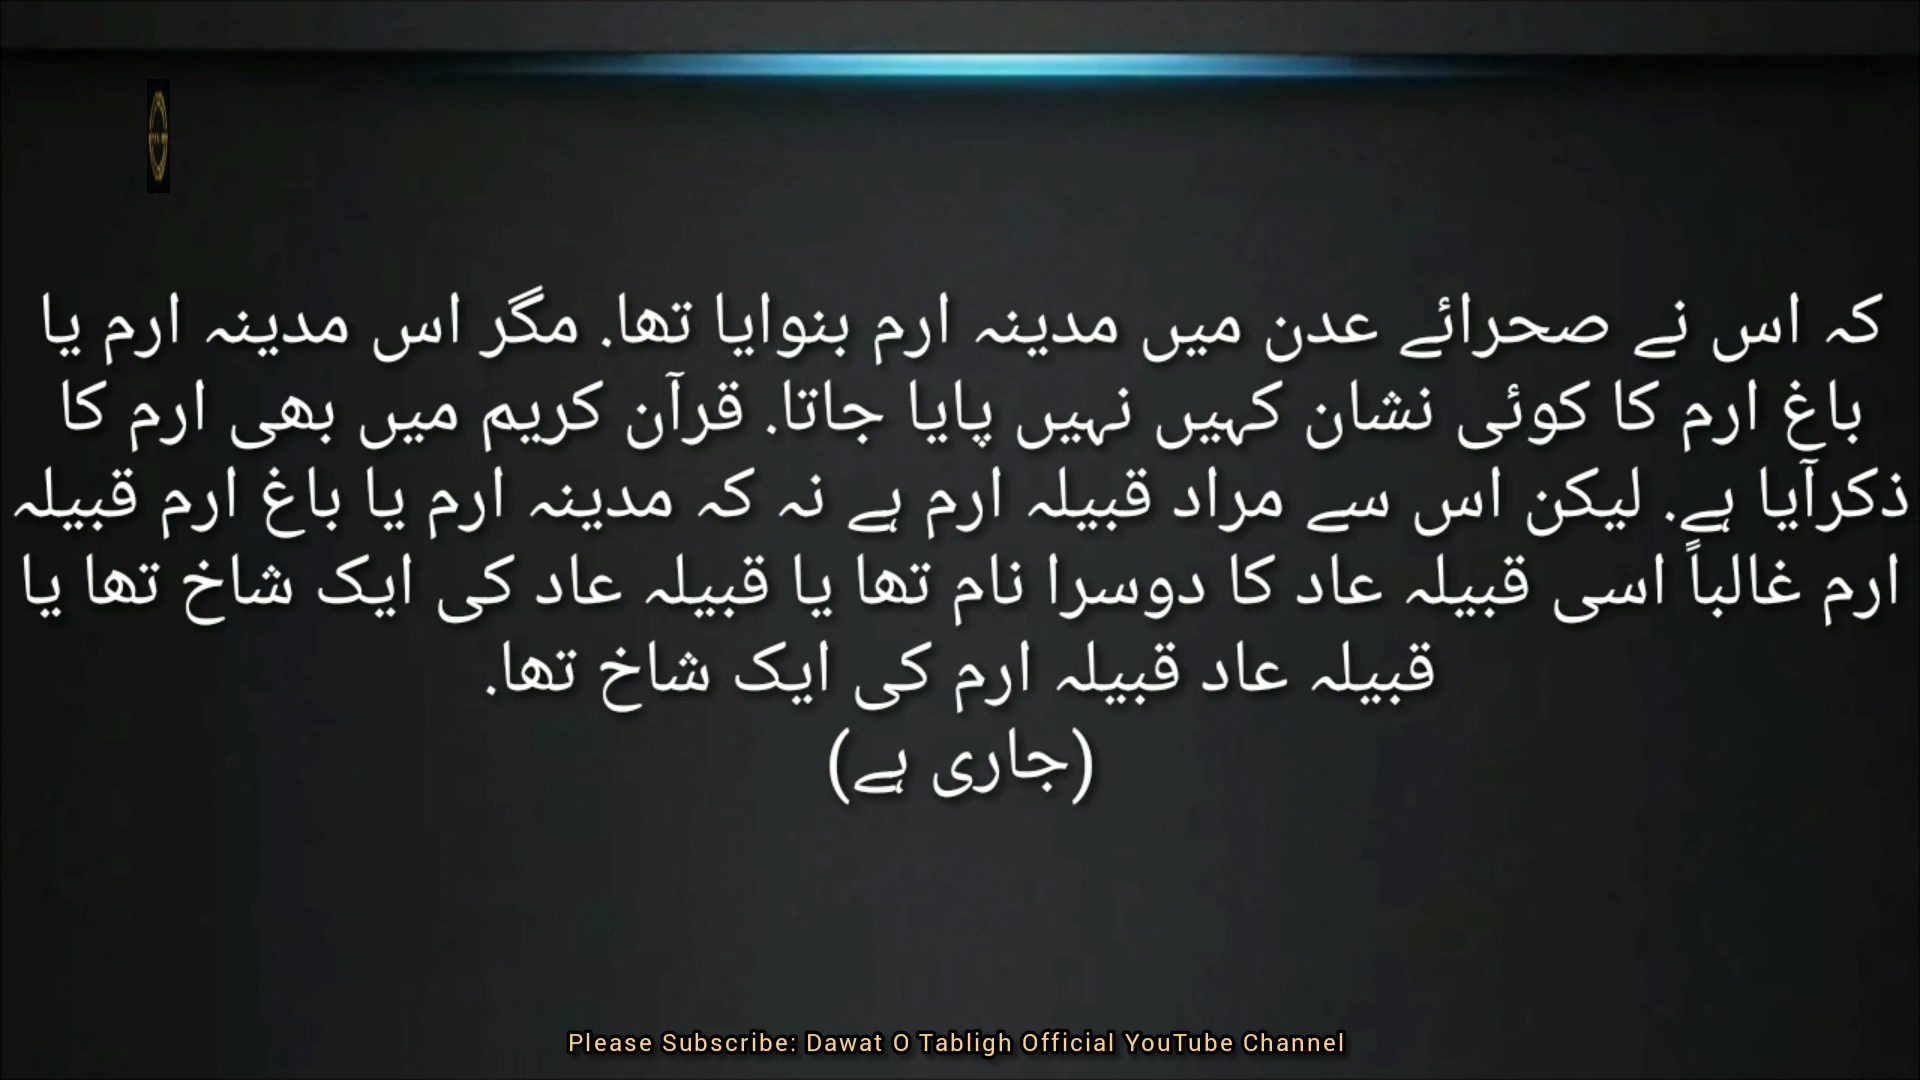 کہ اس نے صحرائے عدن میں مدینہ ارم بنوایا تھا. مگر اس مدینہ ارم یا
باغ ارم کا کوئی نشان کہیں نہیں پایا جاتا. قرآن کریم میں بھی ارم کا
ذکرآیا ہے. لیکن اس سے مراد قبیلہ ارم ہے نہ کہ مدینہ ارم یا باغ ارم قبیلہ
ارم غالباً اسی قبیلہ عاد کا دوسرا نام تھا یا قبیلہ عاد کی ایک شاخ تھا یا
قبیلہ عاد قبیلہ ارم کی ایک شاخ تھا.
(جاری ہے)
Please Subscribe: Dawat O Tabligh Official YouTube Channel